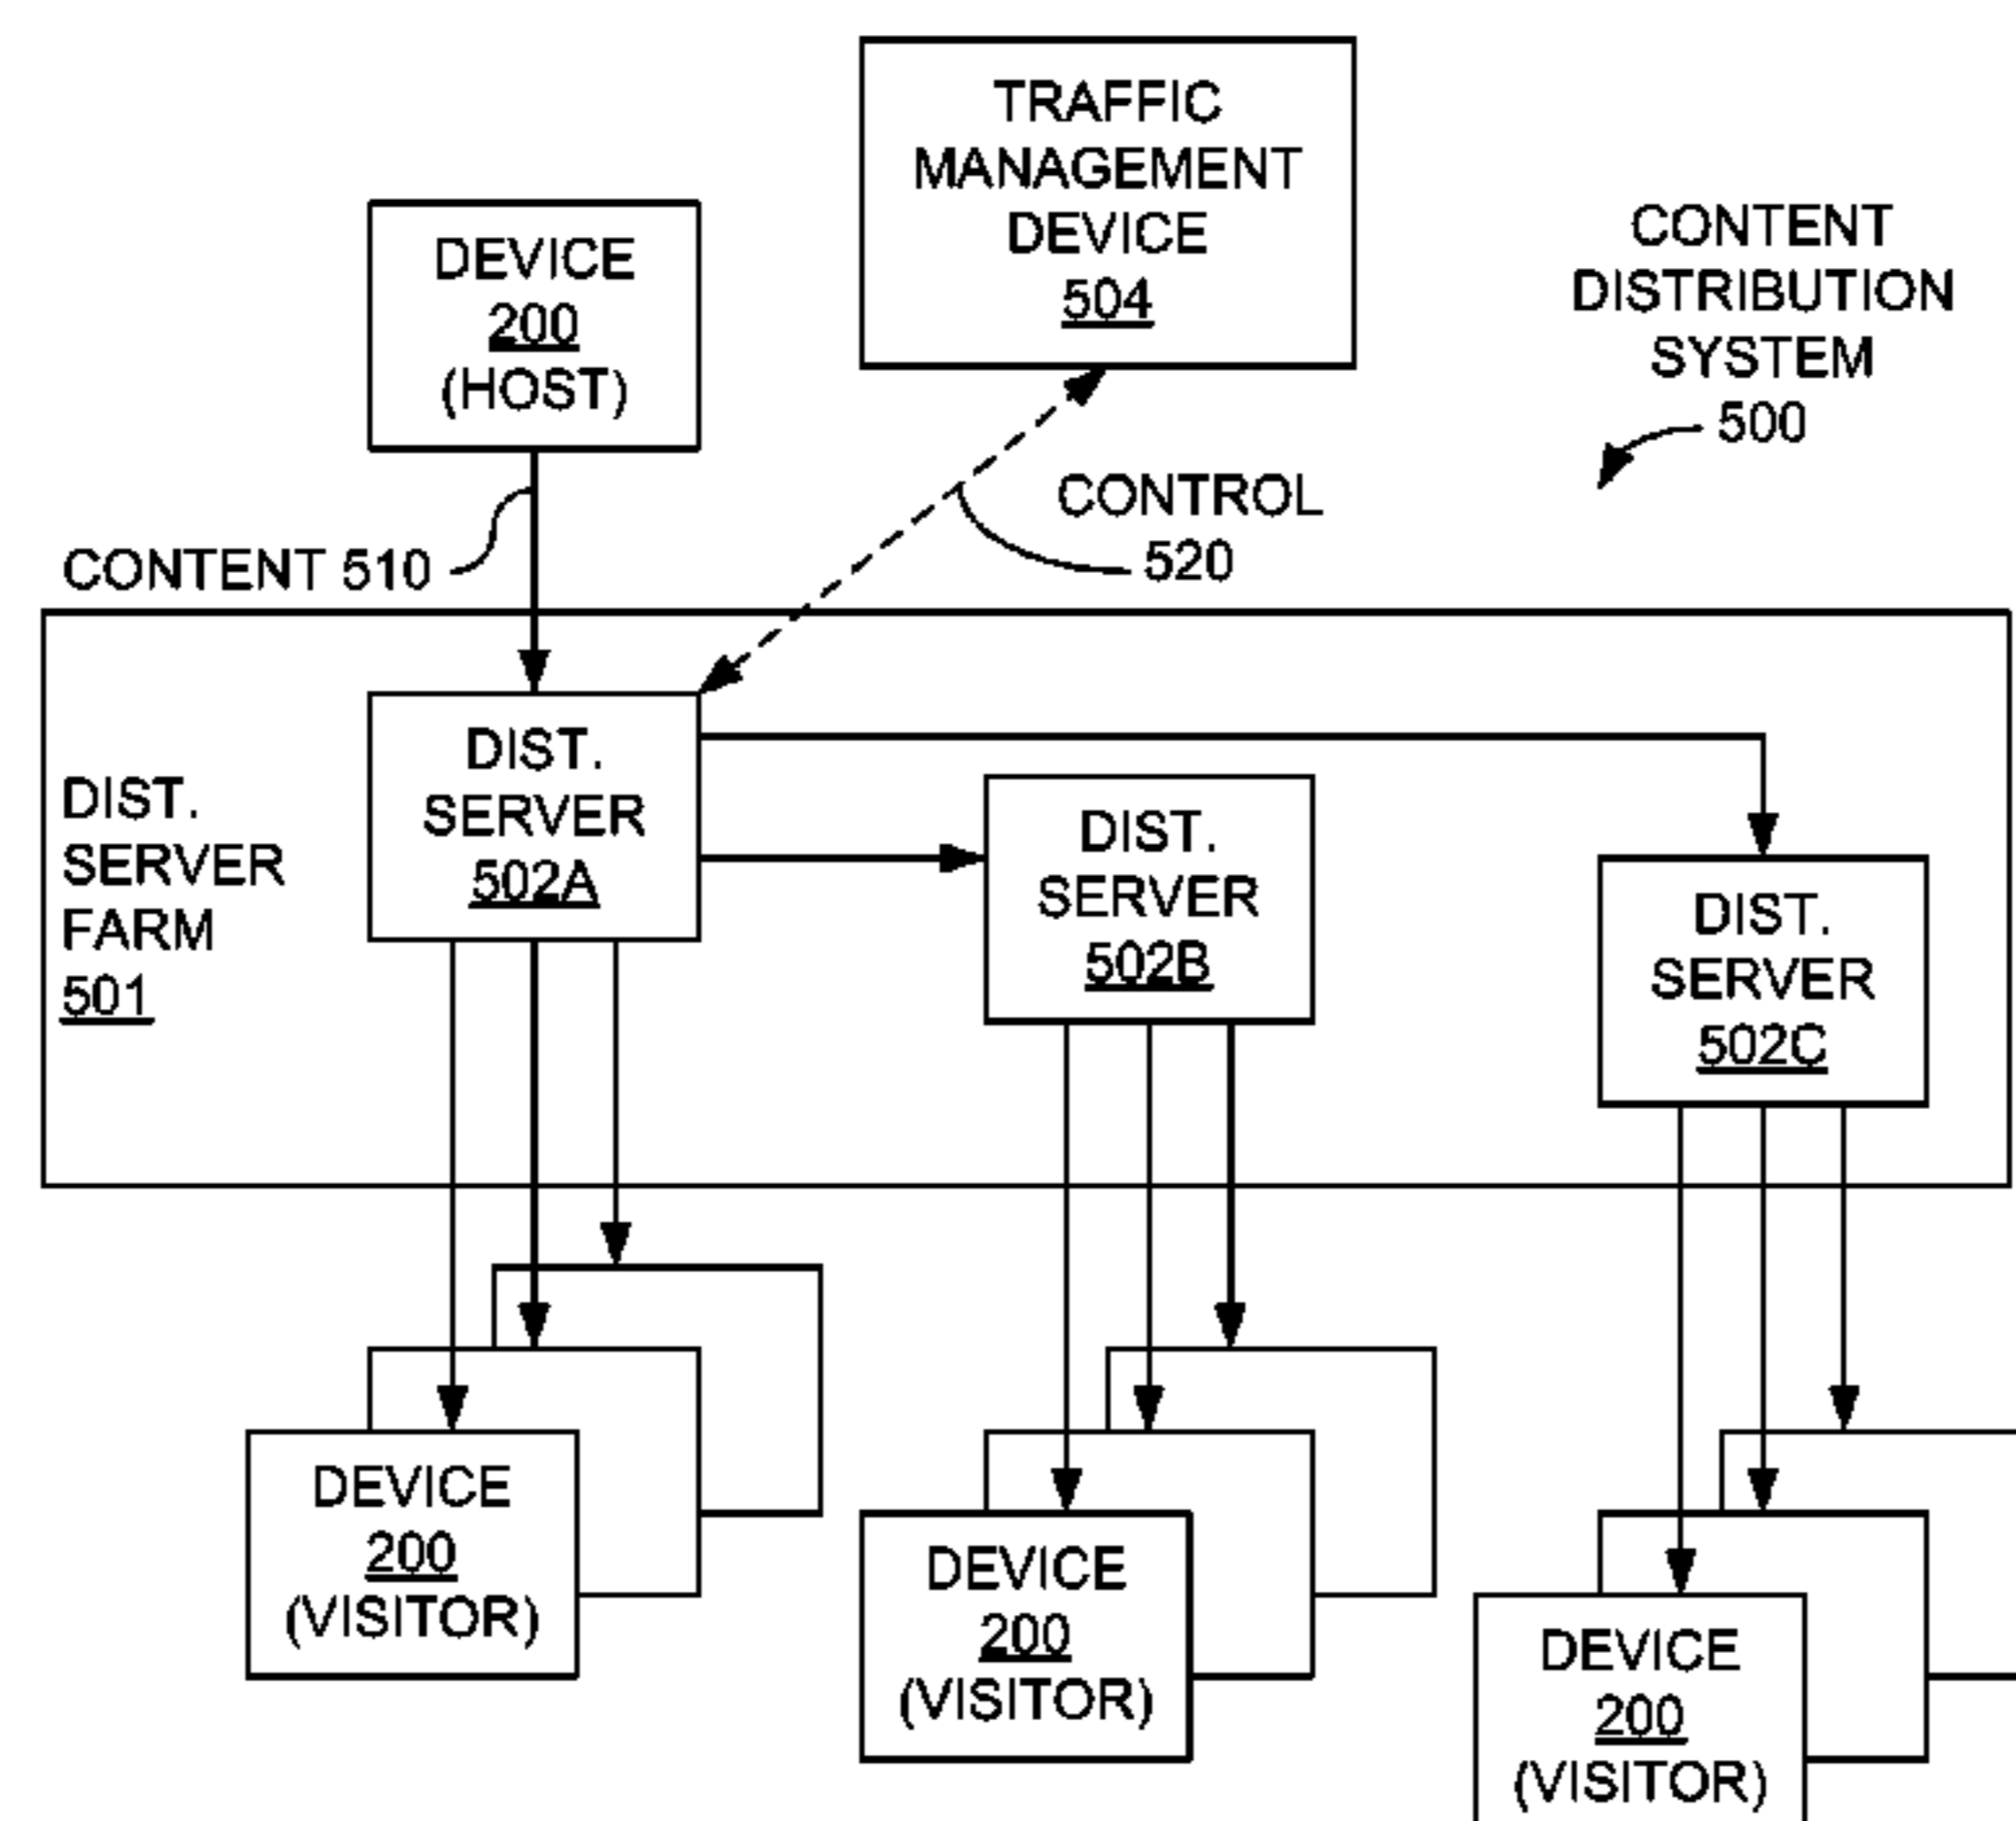 TRAFFIC
MANAGEMENT
DEVICE
504
DEVICE
200
(HOST)
CONTENT
DISTRIBUTION
SYSTEM
500
CONTROL
520
CONTENT 510
DIST.
SERVER
FARM
501
DIST.
SERVER
502A
DIST.
SERVER
502B
DIST.
SERVER
502C
DEVICE
200
(VISITOR)
DEVICE
200
(VISITOR)
DEVICE
200
(VISITOR)